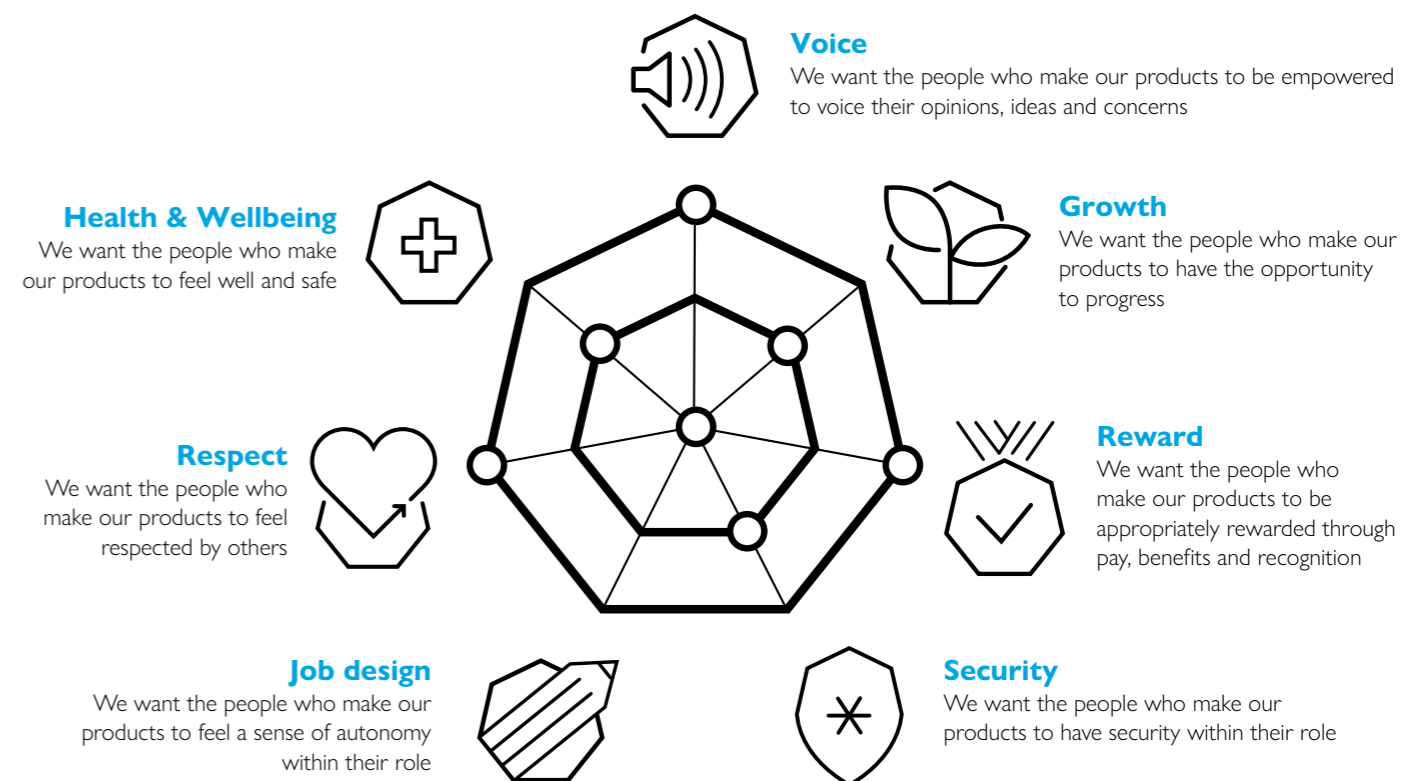 Voice
We want the people who make our products to be empowered
to voice their opinions, ideas and concerns
Health & Wellbeing
We want the people who make
our products to feel well and safe
Growth
We want the people who make our
products to have the opportunity
to progress
Respect
We want the people who
make our products to feel
respected by others
Reward
We want the people who
make our products to be
appropriately rewarded through
pay, benefits and recognition
Job design
We want the people who make our
products to feel a sense of autonomy
within their role
Security
We want the people who make our
products to have security within their role